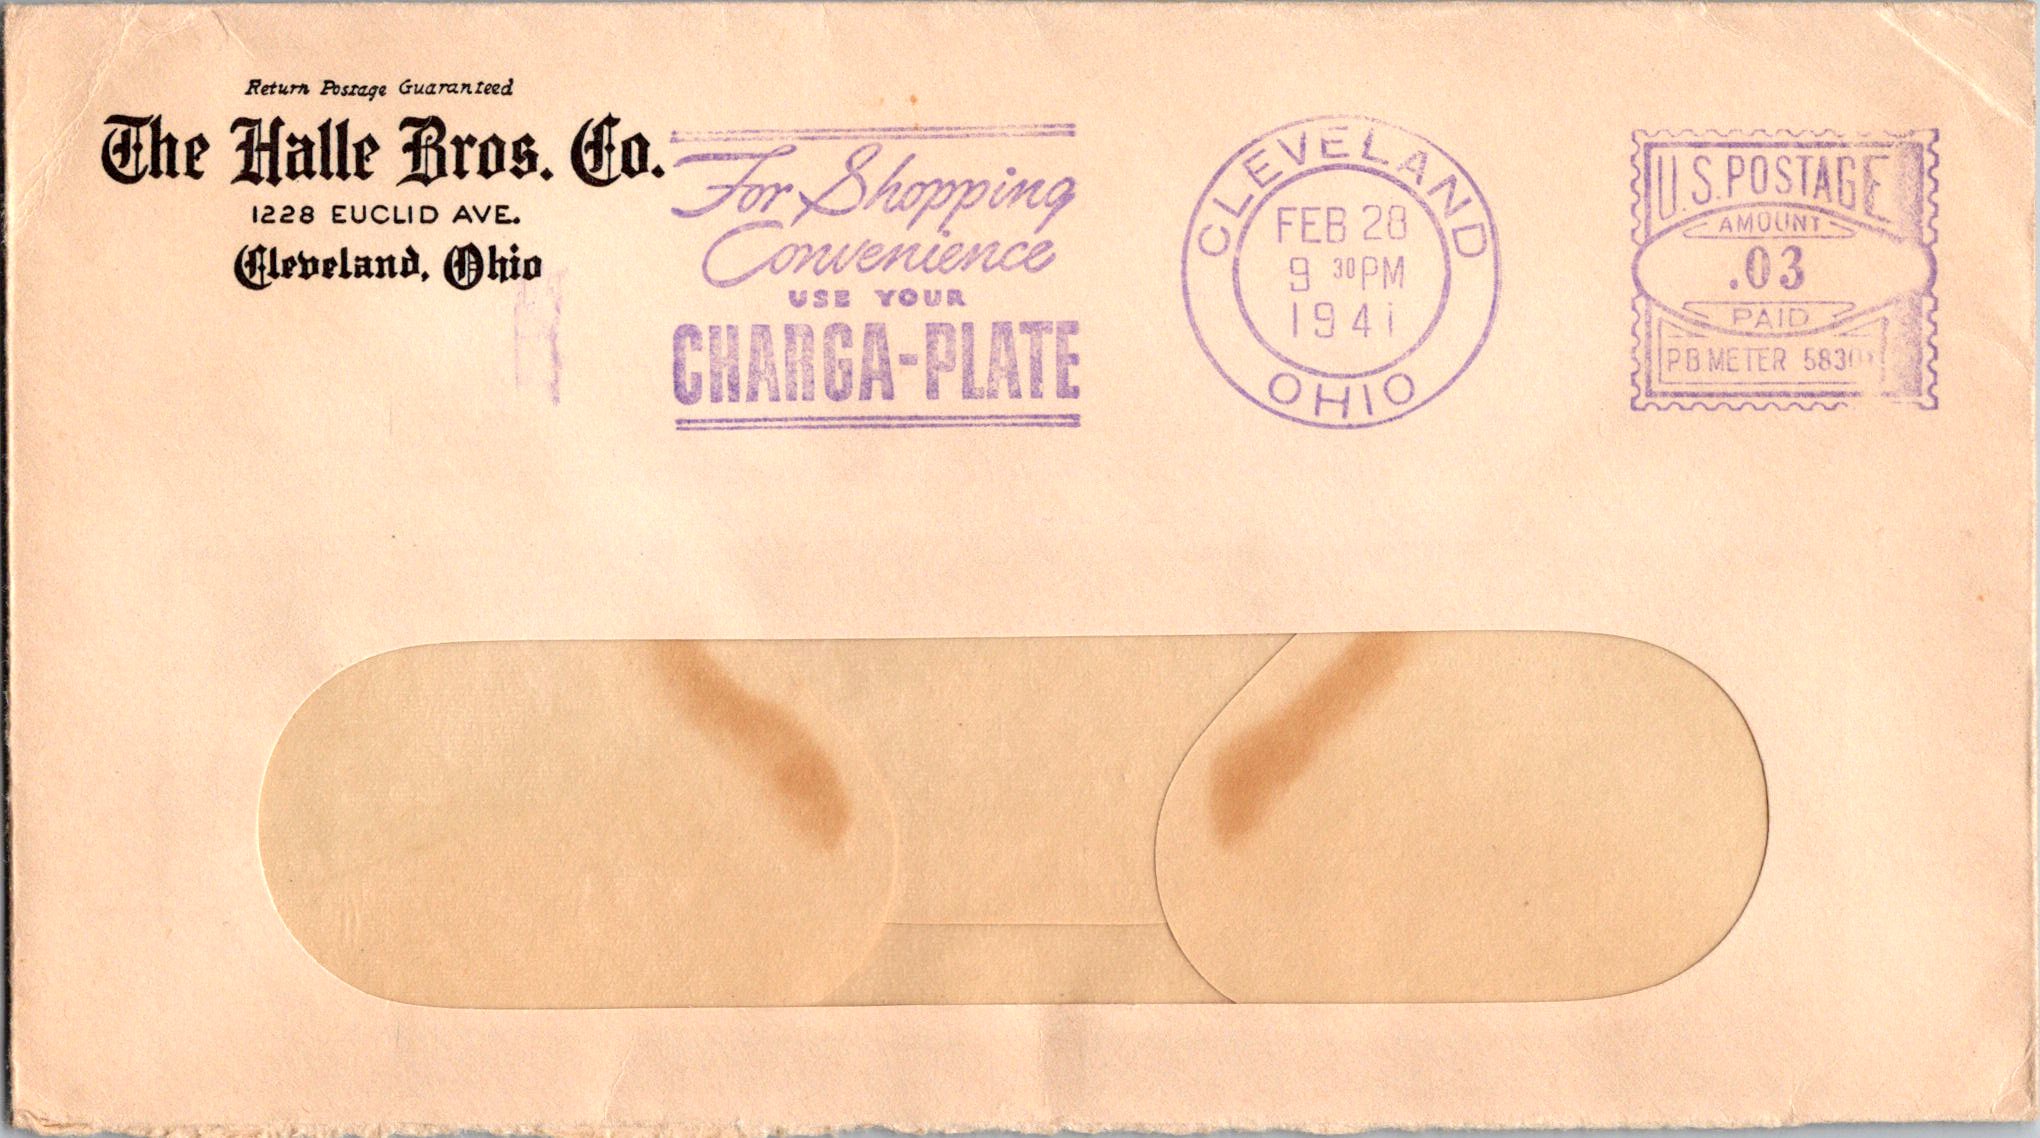 Return Postage Guaranteed
The Halle Bros. Co.
1228 EUCLID AVE.
Cleveland, Ohio
For Shopping
Convenience
USE YOUR
CHARGA-PLATE
CLEVELAND
FEB 28
9 30 PM
1941
OHIO
U.S. POSTAGE
AMOUNT
.03
PAID
P.B. METER